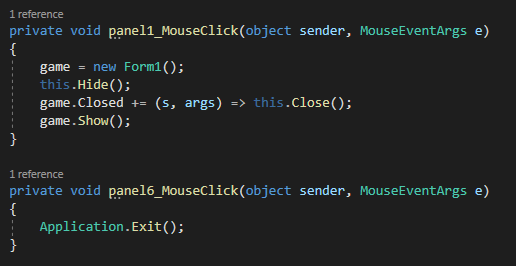 1 reference
private void panel1_MouseClick(object sender, MouseEventArgs e)
{
    game = new Form1();
    this.Hide();
    game.Closed += (s, args) => this.Close();
    game.Show();
}
1 reference
private void panel6_MouseClick(object sender, MouseEventArgs e)
{
    Application.Exit();
}